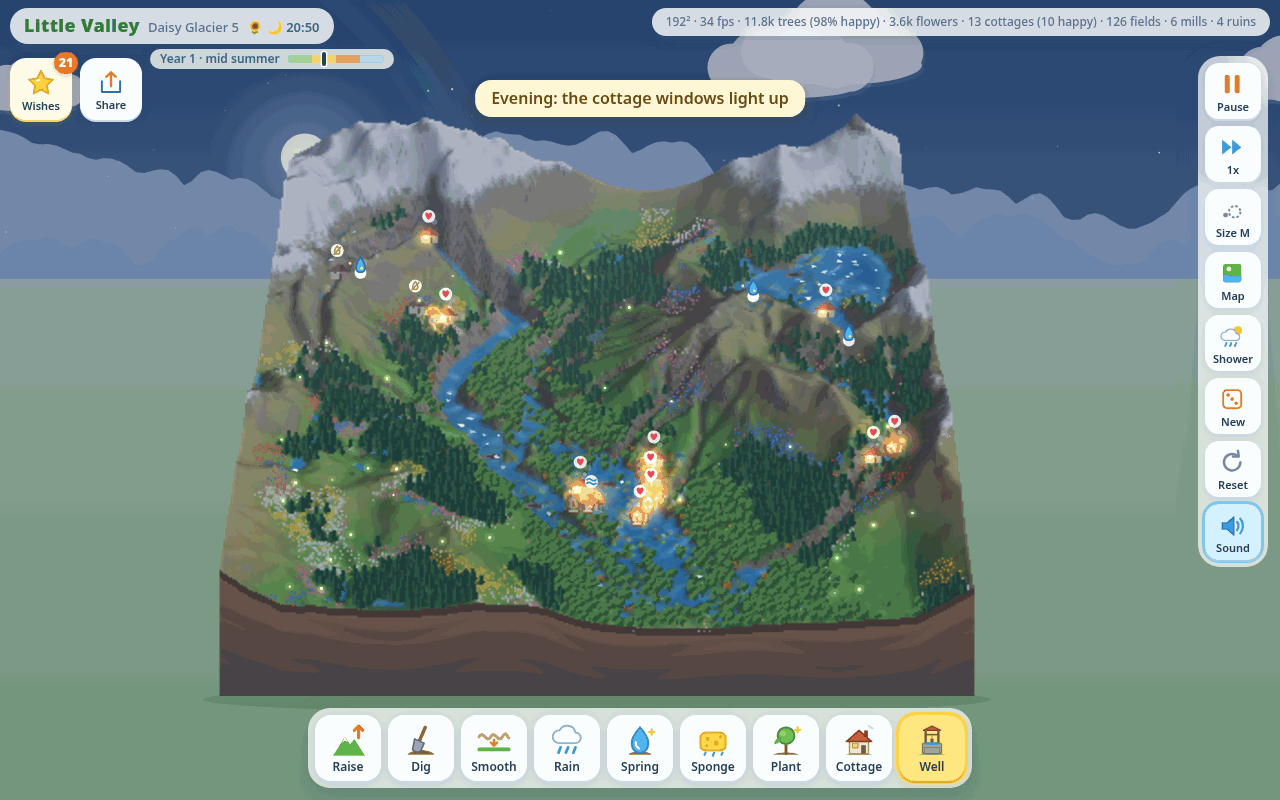 Little Valley Daisy Glacier 5 20:50
192² · 34 fps · 11.8k trees (98% happy) · 3.6k flowers · 13 cottages (10 happy) · 126 fields · 6 mills · 4 ruins
Year 1 · mid summer
21
Wishes
Share
Evening: the cottage windows light up
Pause
1x
Size M
Map
Shower
New
Reset
Sound
Raise
Dig
Smooth
Rain
Spring
Sponge
Plant
Cottage
Well